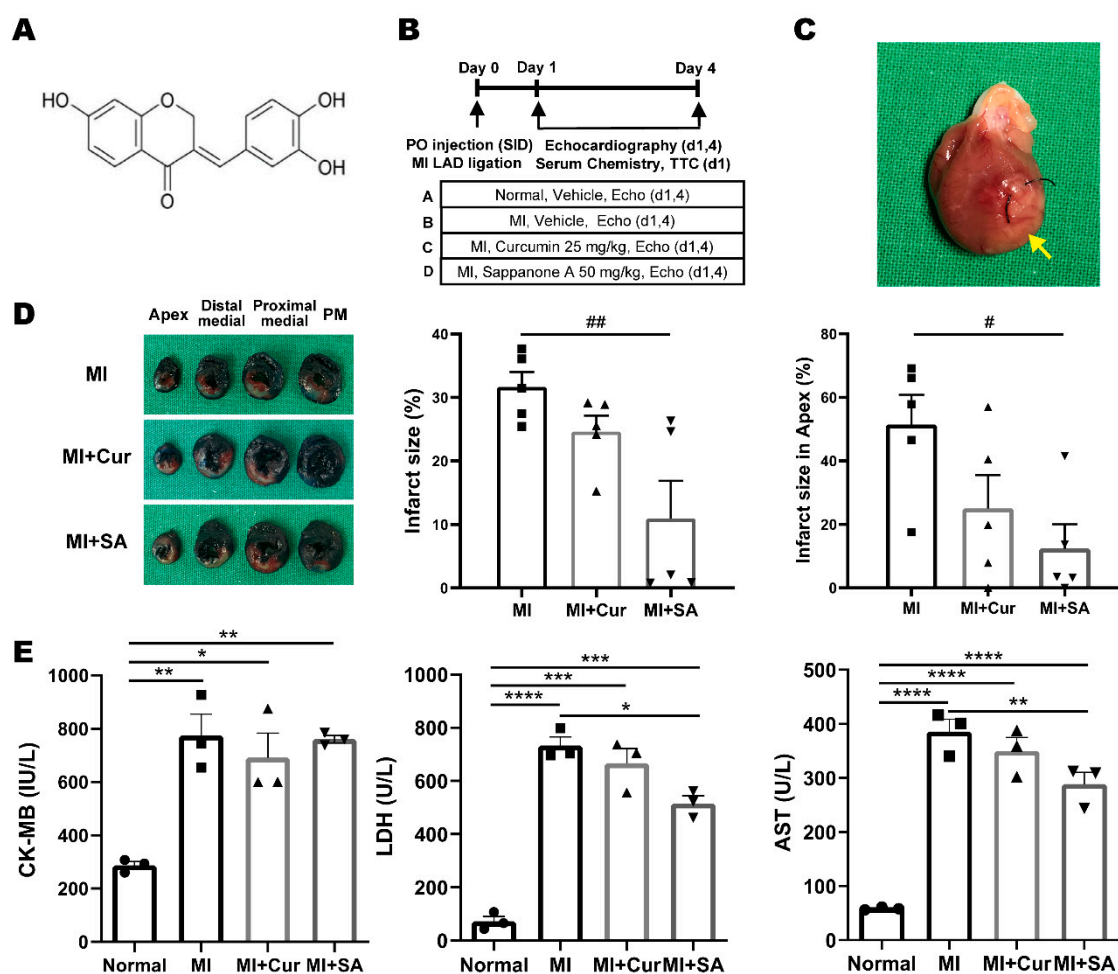 A
HO
O
O
OH
OH
B
Day 0 Day 1 Day 4
PO injection (SID) Echocardiography (d1,4)
MI LAD ligation Serum Chemistry, TTC (d1)
A Normal, Vehicle, Echo (d1,4)
B MI, Vehicle, Echo (d1,4)
C MI, Curcumin 25 mg/kg, Echo (d1,4)
D MI, Sappanone A 50 mg/kg, Echo (d1,4)
C
D
Apex Distal medial Proximal medial PM
MI
MI+Cur
MI+SA
Infarct size (%)
40
30
20
10
0
##
MI MI+Cur MI+SA
Infarct size in Apex (%)
80
60
40
20
0
#
MI MI+Cur MI+SA
E
CK-MB (IU/L)
1000
800
600
400
200
0
**
*
**
Normal MI MI+Cur MI+SA
LDH (U/L)
1000
800
600
400
200
0
***
***
****
*
Normal MI MI+Cur MI+SA
AST (U/L)
500
400
300
200
100
50
0
****
****
****
**
Normal MI MI+Cur MI+SA